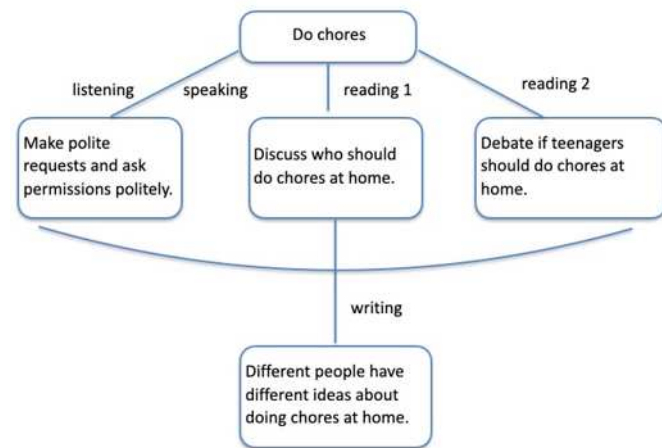 Do chores
listening
speaking
reading 1
reading 2
Make polite
requests and ask
permissions politely.
Discuss who should
do chores at home.
Debate if teenagers
should do chores at
home.
writing
Different people have
different ideas about
doing chores at home.